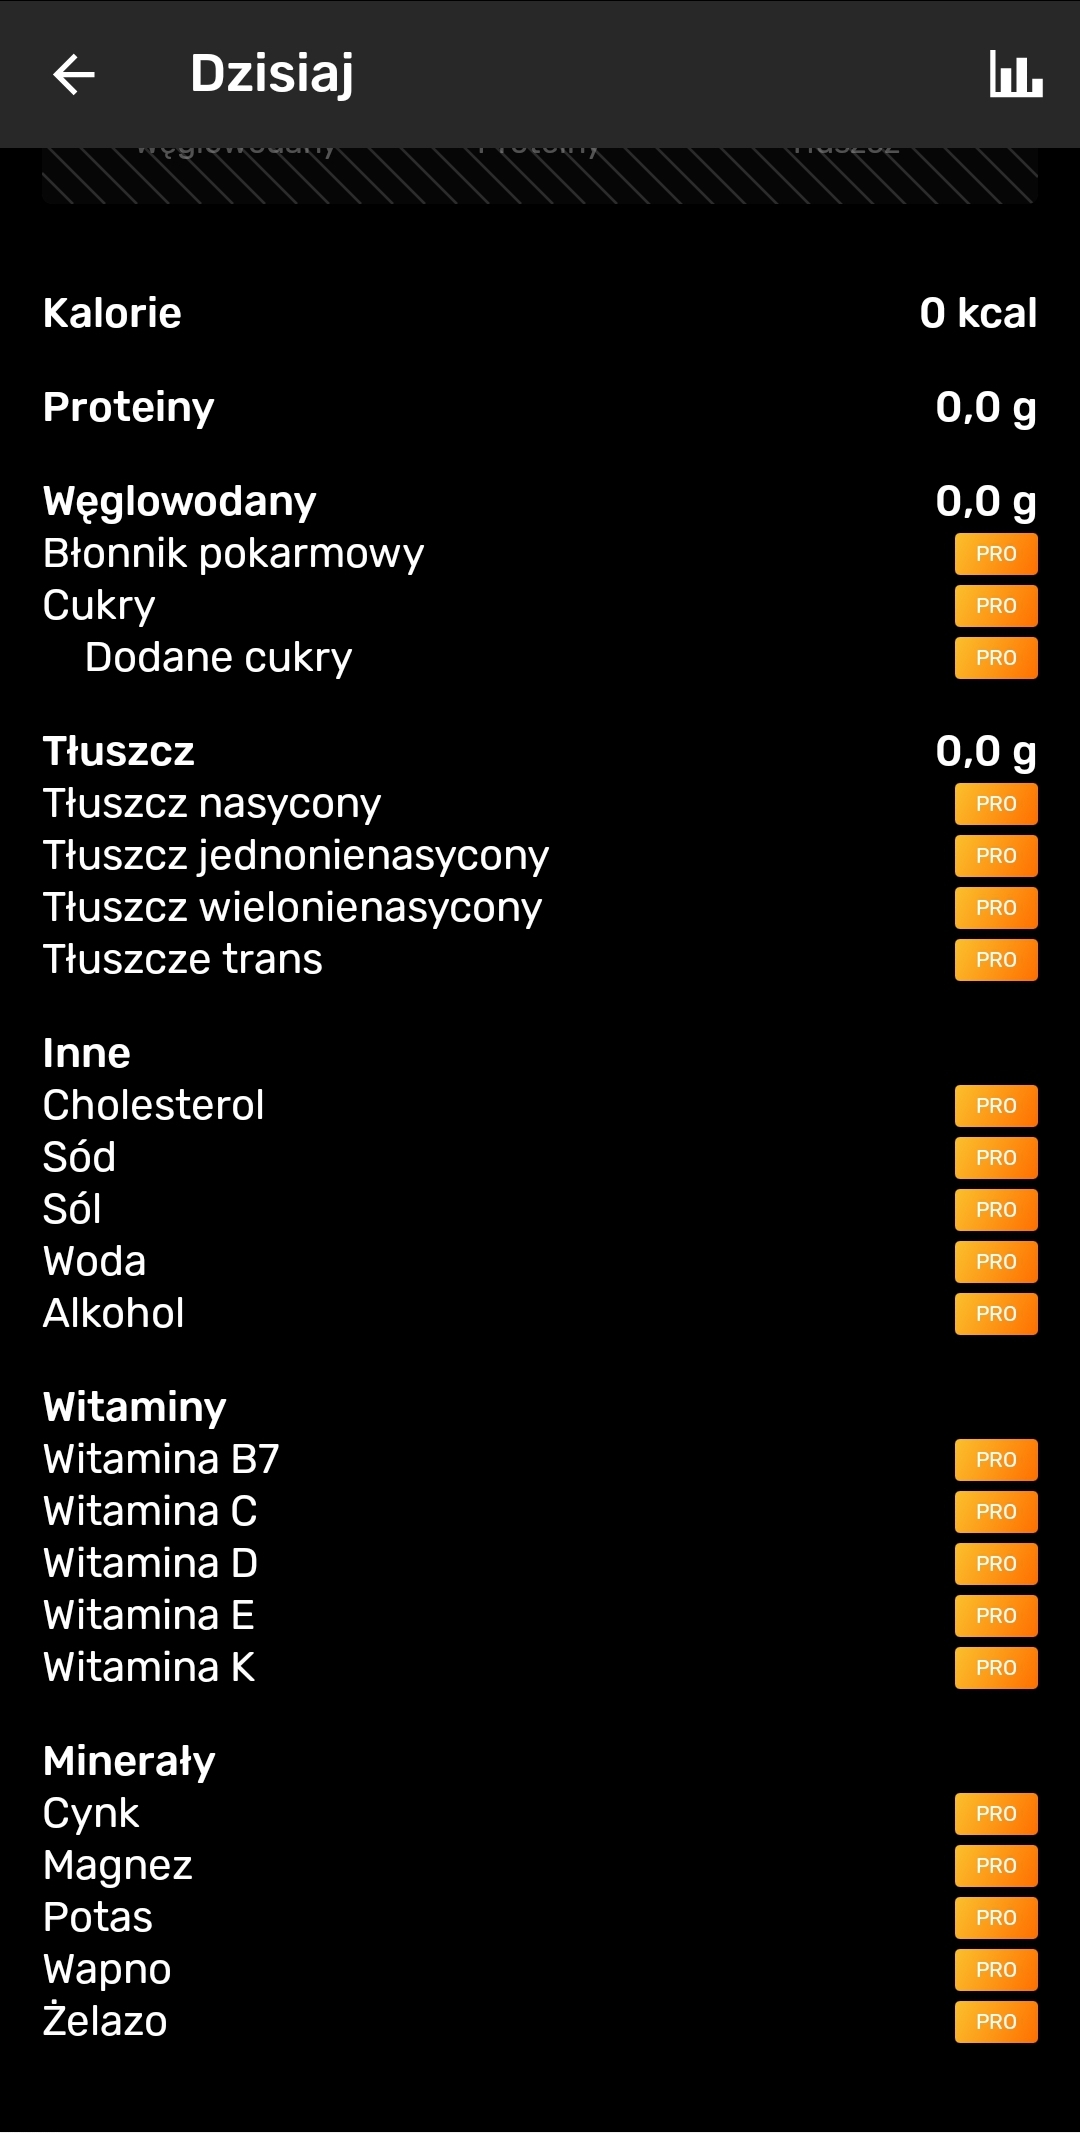 Dzisiaj
Węglowodany Proteiny Tłuszcz
Kalorie 0 kcal
Proteiny 0,0 g
Węglowodany 0,0 g
Błonnik pokarmowy PRO
Cukry PRO
Dodane cukry PRO
Tłuszcz 0,0 g
Tłuszcz nasycony PRO
Tłuszcz jednonienasycony PRO
Tłuszcz wielonienasycony PRO
Tłuszcze trans PRO
Inne
Cholesterol PRO
Sód PRO
Sól PRO
Woda PRO
Alkohol PRO
Witaminy
Witamina B7 PRO
Witamina C PRO
Witamina D PRO
Witamina E PRO
Witamina K PRO
Minerały
Cynk PRO
Magnez PRO
Potas PRO
Wapno PRO
Żelazo PRO